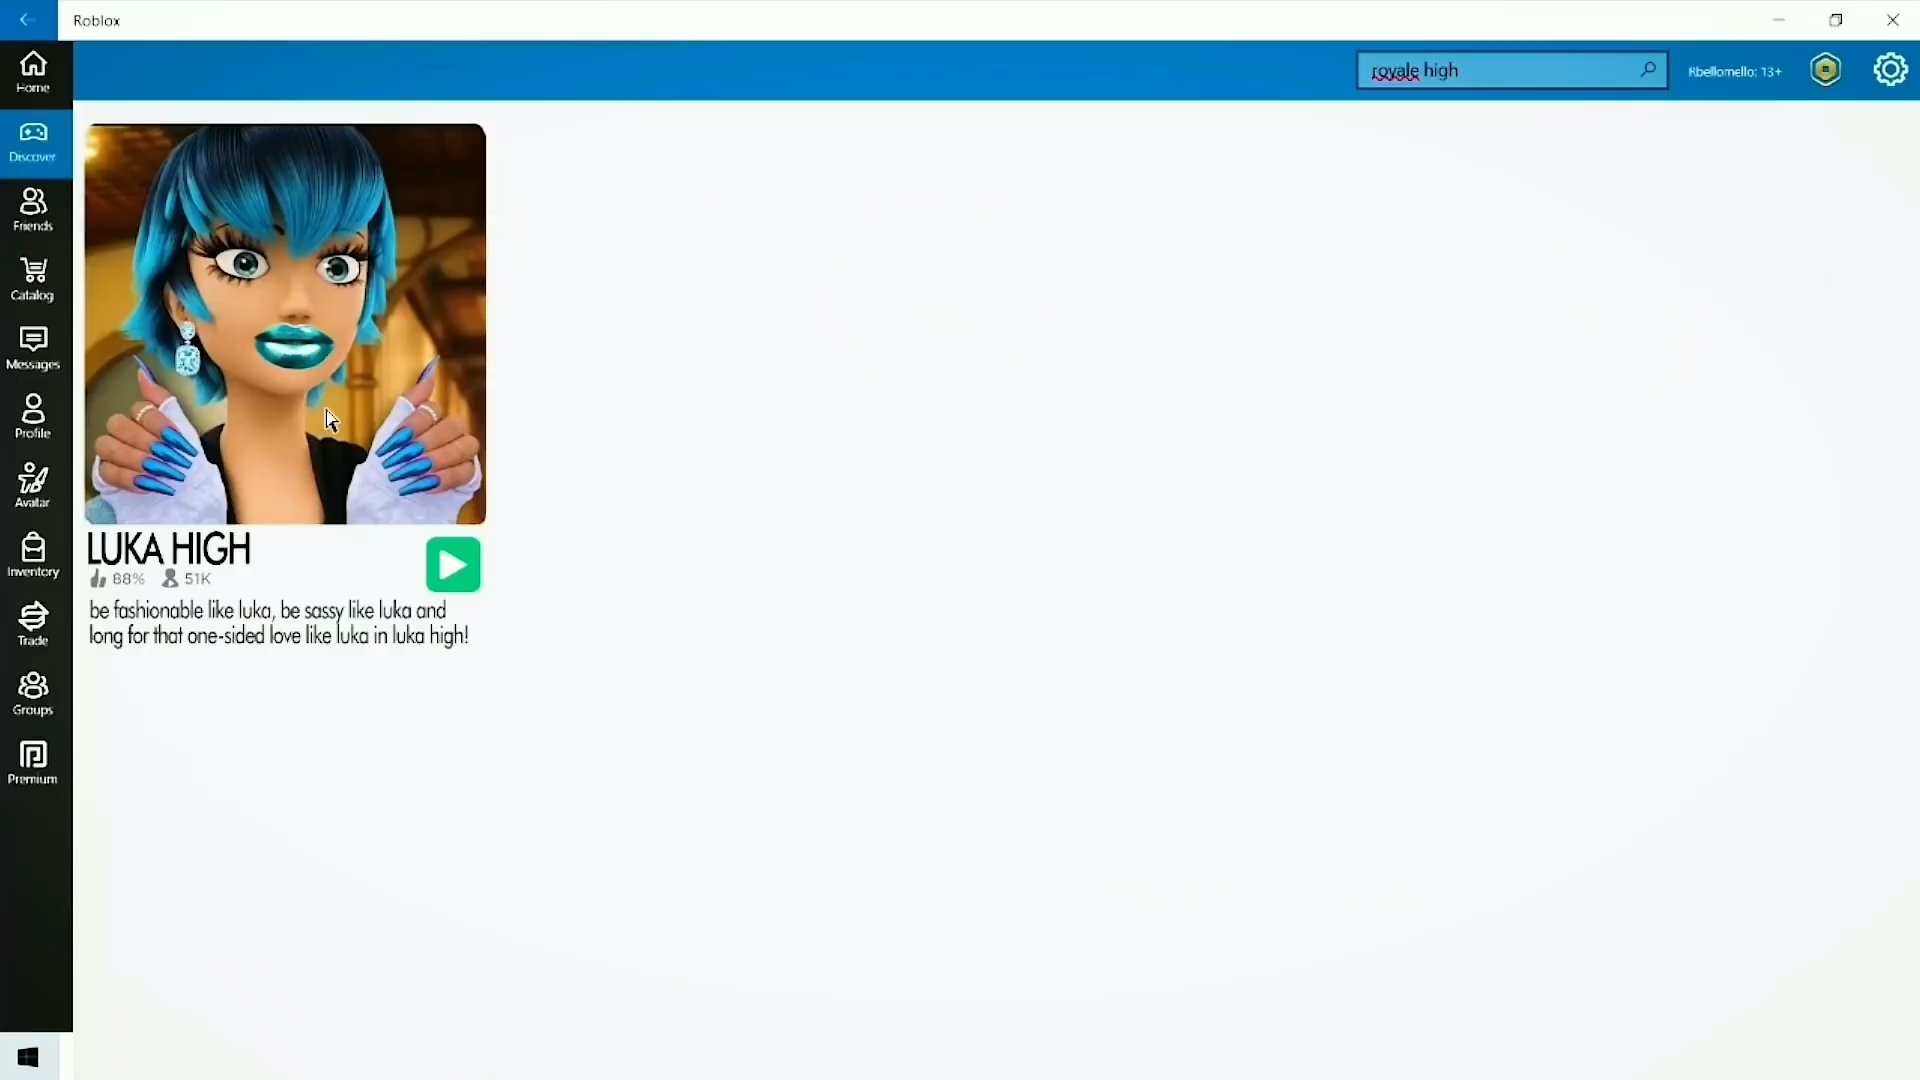 Roblox
royale high
Rbellomello: 13+
Home
Discover
Friends
Catalog
Messages
Profile
Avatar
Inventory
Trade
Groups
Premium
LUKA HIGH
88% 51K
be fashionable like luka, be sassy like luka and
long for that one-sided love like luka in luka high!